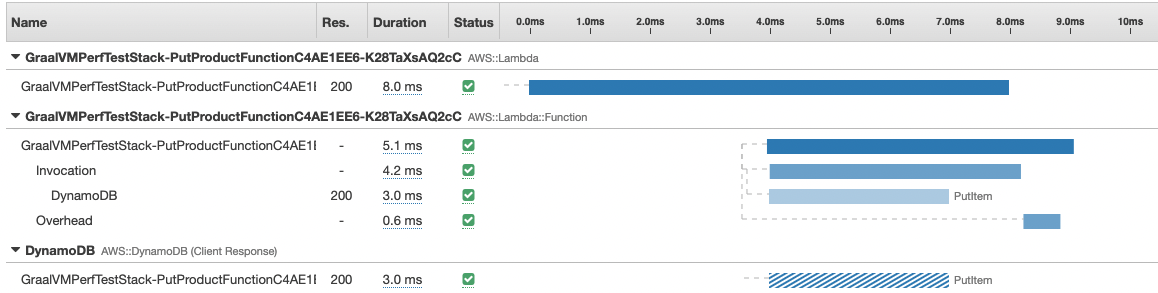 Name Res. Duration Status 0.0ms 1.0ms 2.0ms 3.0ms 4.0ms 5.0ms 6.0ms 7.0ms 8.0ms 9.0ms 10ms
GraalVMPerfTestStack-PutProductFunctionC4AE1EE6-K28TaXsAQ2cC AWS::Lambda
GraalVMPerfTestStack-PutProductFunctionC4AE1I 200 8.0 ms
GraalVMPerfTestStack-PutProductFunctionC4AE1EE6-K28TaXsAQ2cC AWS::Lambda::Function
GraalVMPerfTestStack-PutProductFunctionC4AE1I - 5.1 ms
Invocation - 4.2 ms
DynamoDB 200 3.0 ms PutItem
Overhead - 0.6 ms
DynamoDB AWS::DynamoDB (Client Response)
GraalVMPerfTestStack-PutProductFunctionC4AE1I 200 3.0 ms PutItem